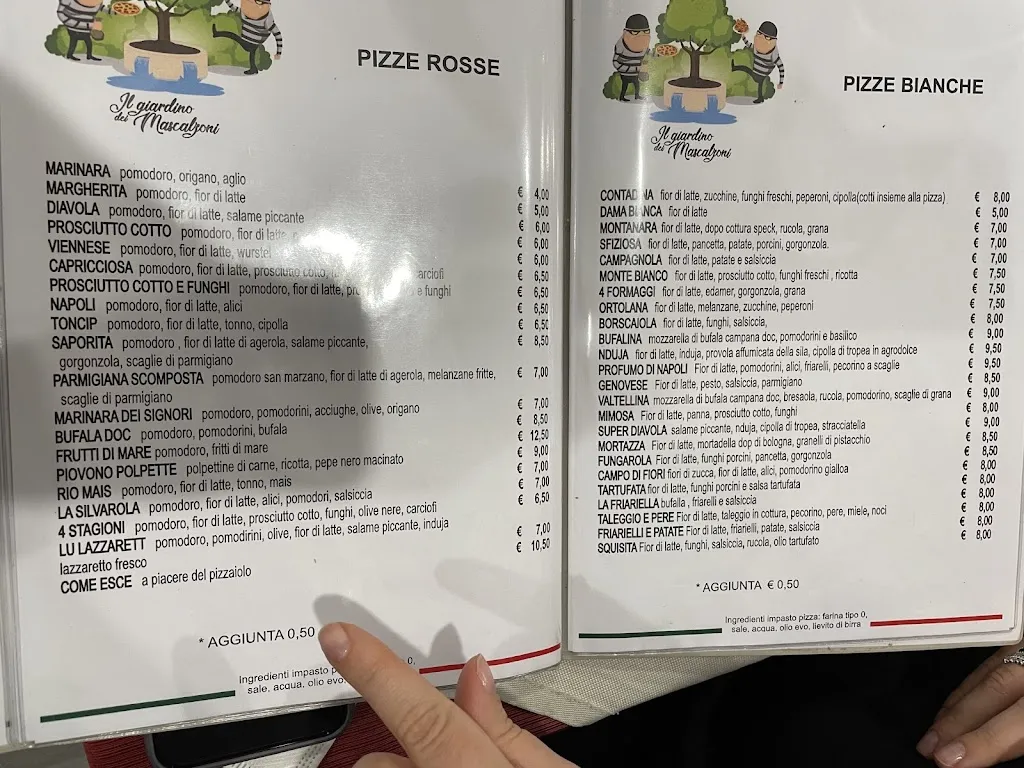 Il giardino
dei Mascalzoni
PIZZE ROSSE
MARINARA pomodoro, origano, aglio € 4,00
MARGHERITA pomodoro, fior di latte € 5,00
DIAVOLA pomodoro, fior di latte, salame piccante € 6,00
PROSCIUTTO COTTO pomodoro, fior di latte, € 6,00
VIENNESE pomodoro, fior di latte, wurstel € 6,00
CAPRICCIOSA pomodoro, fior di latte, prosciutto cotto, carciofi € 6,50
PROSCIUTTO COTTO E FUNGHI pomodoro, fior di latte, e funghi € 6,50
NAPOLI pomodoro, fior di latte, alici € 6,50
TONCIP pomodoro, fior di latte, tonno, cipolla € 6,50
SAPORITA pomodoro , fior di latte di agerola, salame piccante, € 8,50
gorgonzola, scaglie di parmigiano
PARMIGIANA SCOMPOSTA pomodoro san marzano, fior di latte di agerola, melanzane fritte, € 7,00
scaglie di parmigiano
MARINARA DEI SIGNORI pomodoro, pomodorini, acciughe, olive, origano € 7,00
BUFALA DOC pomodoro, pomodorini, bufala € 8,50
FRUTTI DI MARE pomodoro, fritti di mare € 12,50
PIOVONO POLPETTE polpettine di carne, ricotta, pepe nero macinato € 9,00
RIO MAIS pomodoro, fior di latte, tonno, mais € 7,00
LA SILVAROLA pomodoro, fior di latte, alici, pomodori, salsiccia € 7,00
4 STAGIONI pomodoro, fior di latte, prosciutto cotto, funghi, olive nere, carciofi € 6,50
LU LAZZARETT pomodoro, pomodirini, olive, fior di latte, salame piccante, induja € 7,00
lazzaretto fresco
COME ESCE a piacere del pizzaiolo € 10,50
* AGGIUNTA 0,50
Ingredienti impasto 0,
sale, acqua, olio evo,
Il giardino
dei Mascalzoni
PIZZE BIANCHE
CONTADINA fior di latte, zucchine, funghi freschi, peperoni, cipolla(cotti insieme alla pizza) € 8,00
DAMA BIANCA fior di latte € 5,00
MONTANARA fior di latte, dopo cottura speck, rucola, grana € 7,00
SFIZIOSA fior di latte, pancetta, patate, porcini, gorgonzola. € 7,00
CAMPAGNOLA fior di latte, patate e salsiccia € 7,00
MONTE BIANCO fior di latte, prosciutto cotto, funghi freschi , ricotta € 7,50
4 FORMAGGI fior di latte, edamer, gorgonzola, grana € 7,50
ORTOLANA fior di latte, melanzane, zucchine, peperoni € 7,50
BORSCAIOLA fior di latte, funghi, salsiccia, € 8,00
BUFALINA mozzarella di bufala campana doc, pomodorini e basilico € 9,00
NDUJA fior di latte, induja, provola affumicata della sila, cipolla di tropea in agrodolce € 9,50
PROFUMO DI NAPOLI Fior di latte, pomodorini, alici, friarelli, pecorino a scaglie € 9,50
GENOVESE Fior di latte, pesto, salsiccia, parmigiano € 8,50
VALTELLINA mozzarella di bufala campana doc, bresaola, rucola, pomodorino, scaglie di grana € 9,00
MIMOSA Fior di latte, panna, prosciutto cotto, funghi € 8,00
SUPER DIAVOLA salame piccante, nduja, cipolla di tropea, stracciatella € 9,00
MORTAZZA Fior di latte, mortadella dop di bologna, granelli di pistacchio € 8,50
FUNGAROLA Fior di latte, funghi porcini, pancetta, gorgonzola € 8,50
CAMPO DI FIORI fiori di zucca, fior di latte, alici, pomodorino gialloa € 8,00
TARTUFATA fior di latte, funghi porcini e salsa tartufata € 8,00
LA FRIARIELLA bufalla , friarielli e salsiccia € 8,00
TALEGGIO E PERE Fior di latte, taleggio in cottura, pecorino, pere, miele, noci € 8,00
FRIARIELLI E PATATE Fior di latte, friarielli, patate, salsiccia € 8,00
SQUISITA Fior di latte, funghi, salsiccia, rucola, olio tartufato € 8,00
* AGGIUNTA € 0,50
Ingredienti impasto pizza: farina tipo 0,
sale, acqua, olio evo, lievito di birra